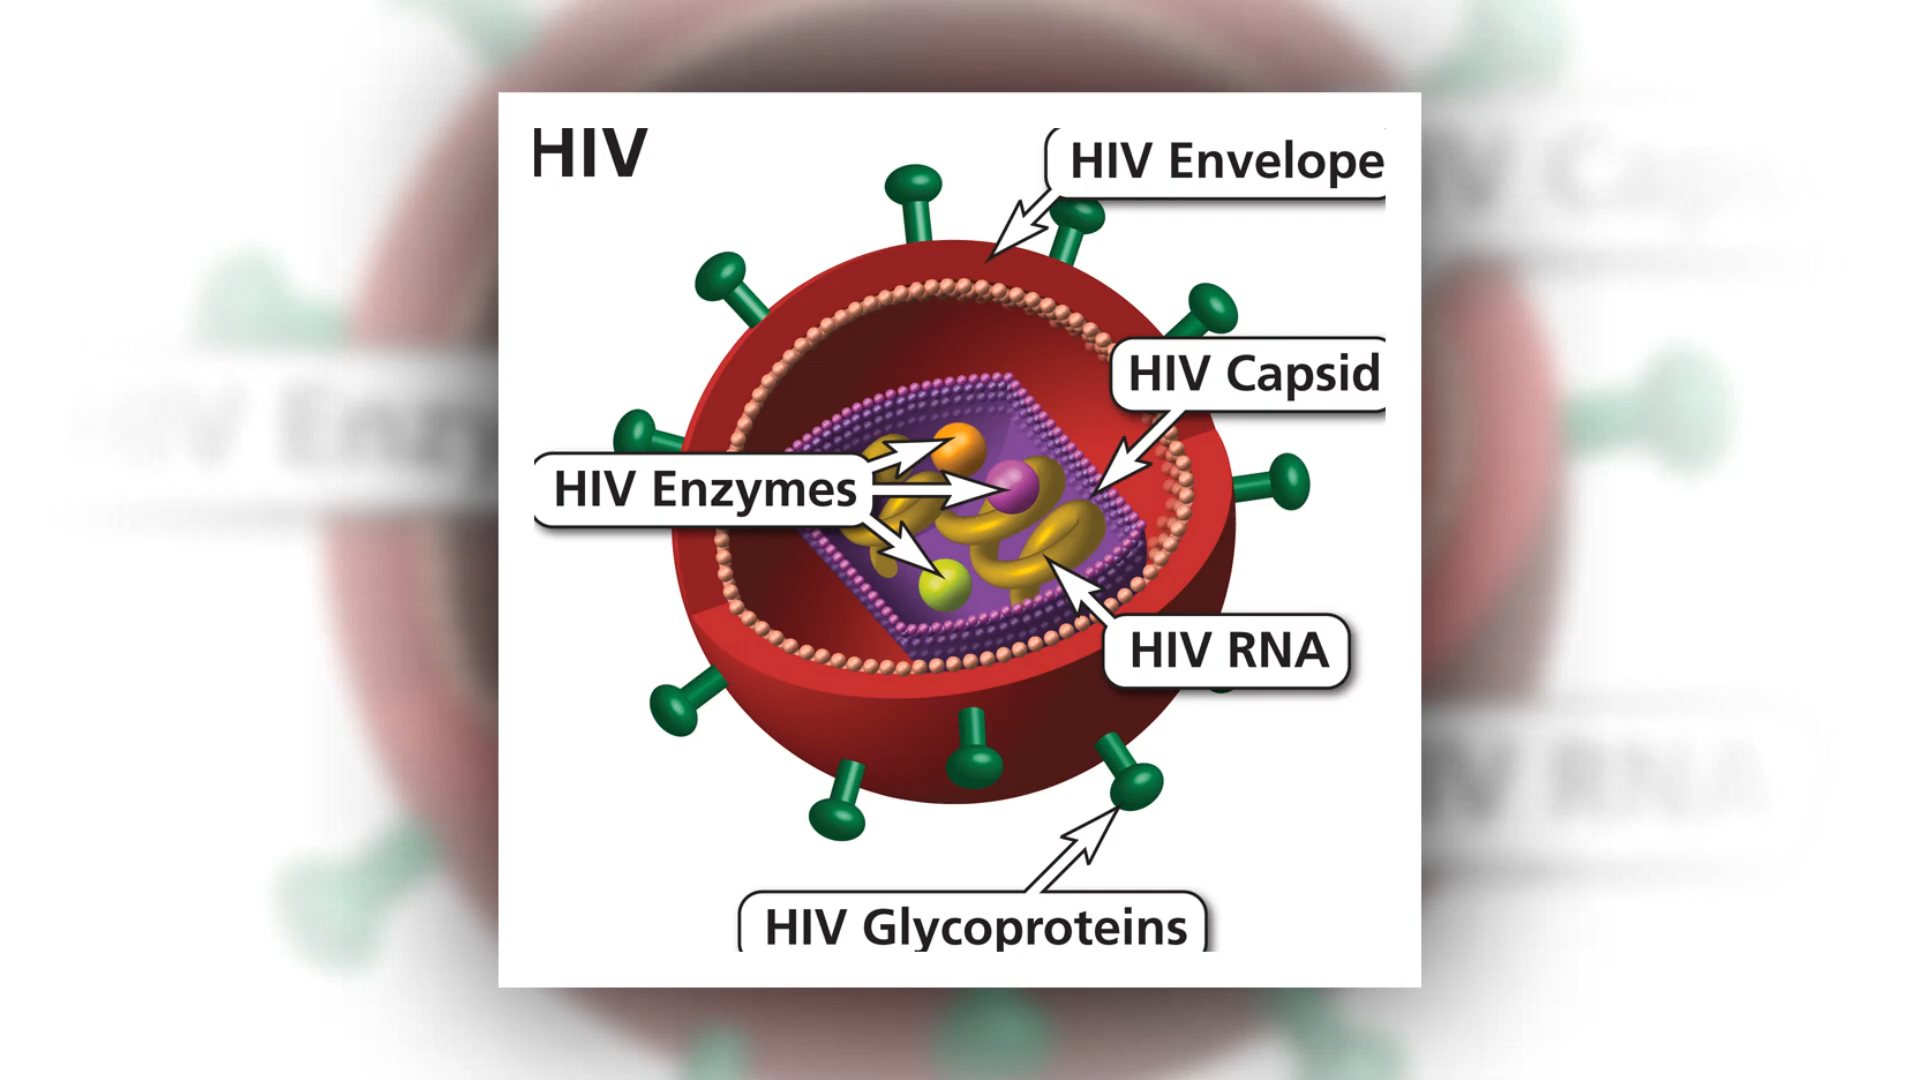 HIV
HIV Envelope
HIV Capsid
HIV Enzymes
HIV RNA
HIV Glycoproteins